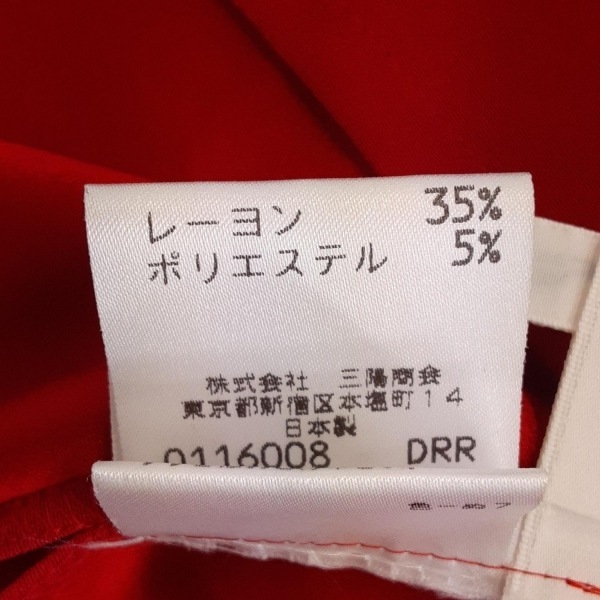 レーヨン 35%
ポリエステル 5%
株式会社 三陽商会
東京都新宿区本塩町14
日本製
0116008 DRR